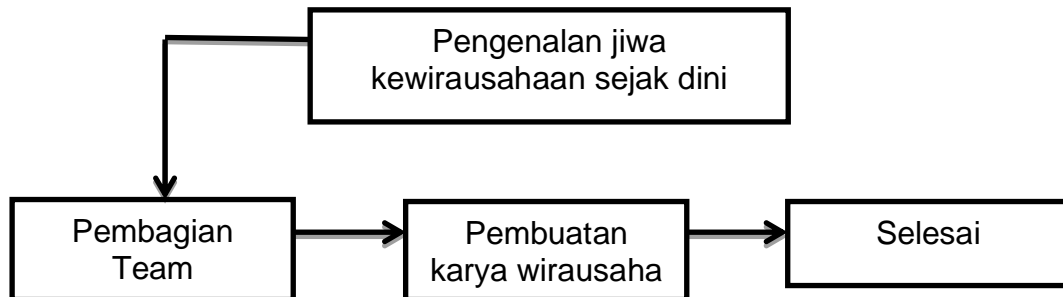 Pengenalan jiwa
kewirausahaan sejak dini
Pembagian
Team
Pembuatan
karya wirausaha
Selesai